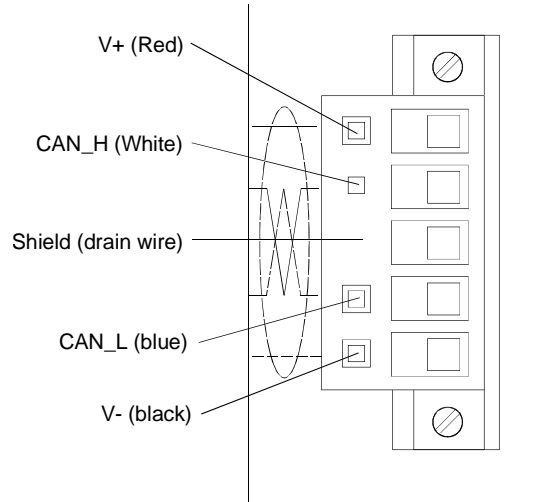 V+ (Red)
CAN_H (White)
Shield (drain wire)
CAN_L (blue)
V- (black)